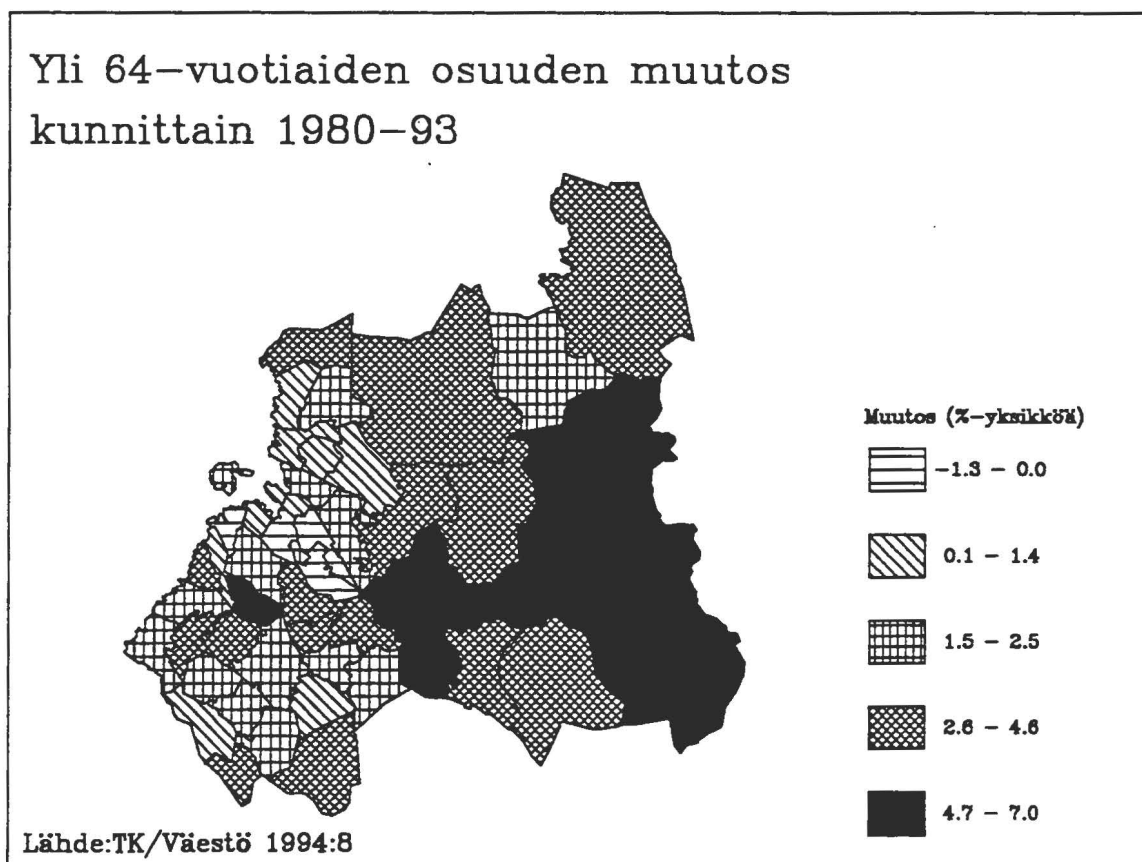 Yli 64-vuotiaiden osuuden muutos
kunnittain 1980-93
Muutos (%-yksikköä)
-1.3 - 0.0
0.1 - 1.4
1.5 - 2.5
2.6 - 4.6
4.7 - 7.0
Lähde:TK/Väestö 1994:8